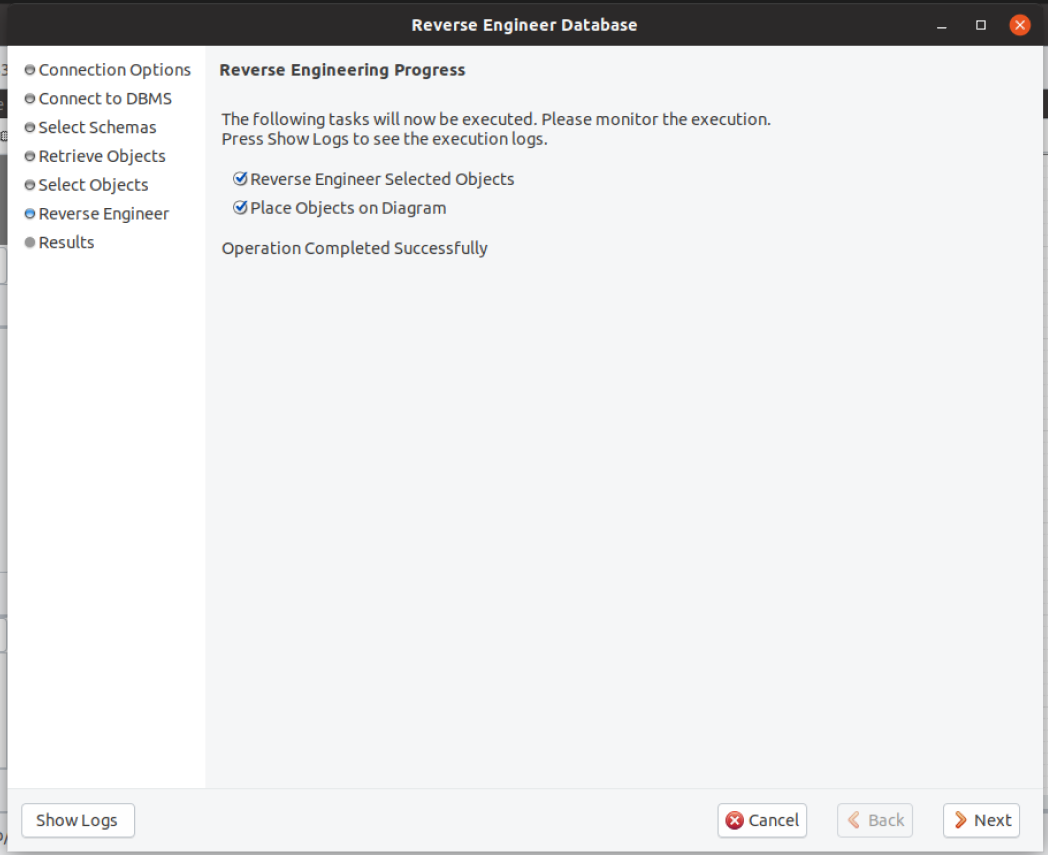 Reverse Engineer Database
Connection Options
Connect to DBMS
Select Schemas
Retrieve Objects
Select Objects
Reverse Engineer
Results
Reverse Engineering Progress
The following tasks will now be executed. Please monitor the execution.
Press Show Logs to see the execution logs.
Reverse Engineer Selected Objects
Place Objects on Diagram
Operation Completed Successfully
Show Logs
Cancel
Back
Next